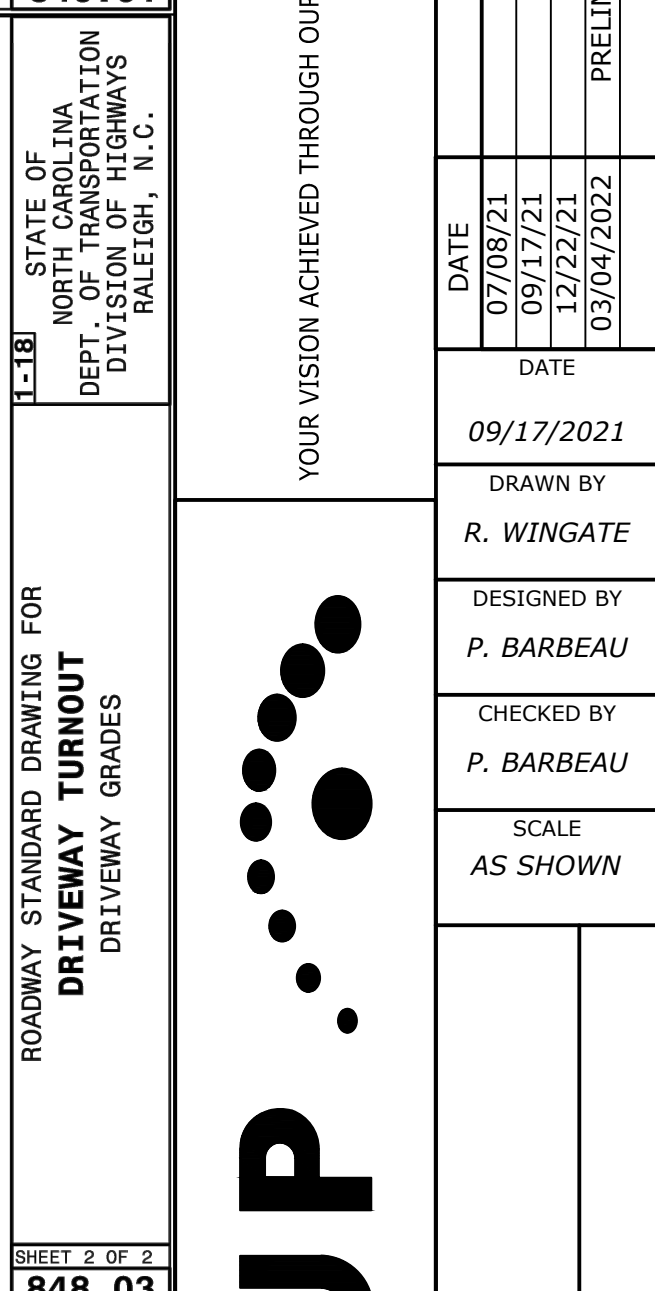 1-18
STATE OF
NORTH CAROLINA
DEPT. OF TRANSPORTATION
DIVISION OF HIGHWAYS
RALEIGH, N.C.
ROADWAY STANDARD DRAWING FOR
DRIVEWAY TURNOUT
DRIVEWAY GRADES
SHEET 2 OF 2
848.03
YOUR VISION ACHIEVED THROUGH OUR
UP
DATE
07/08/21
09/17/21
12/22/21
03/04/2022
DATE
09/17/2021
DRAWN BY
R. WINGATE
DESIGNED BY
P. BARBEAU
CHECKED BY
P. BARBEAU
SCALE
AS SHOWN